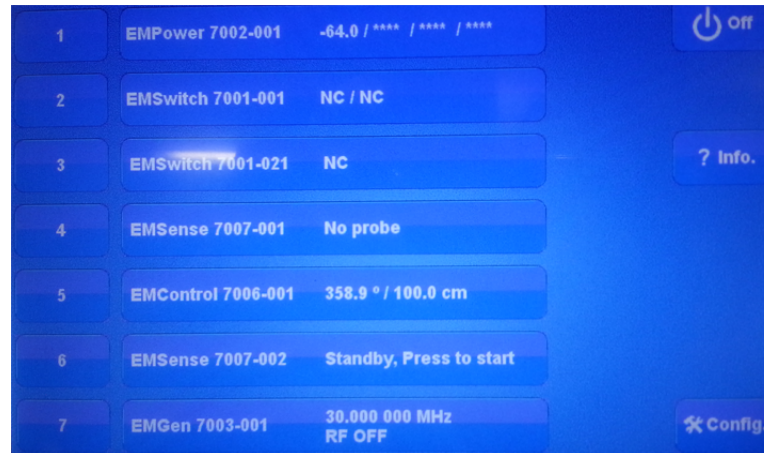 1 EMPower 7002-001 -64.0 / **** / **** / **** Off
2 EMSwitch 7001-001 NC / NC
3 EMSwitch 7001-021 NC ? Info.
4 EMSense 7007-001 No probe
5 EMControl 7006-001 358.9 º / 100.0 cm
6 EMSense 7007-002 Standby, Press to start
7 EMGen 7003-001 30.000 000 MHz
RF OFF
Config.